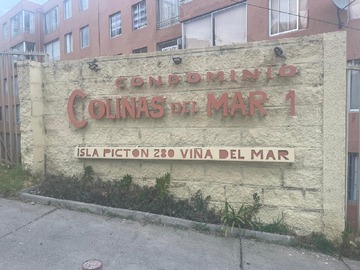 CONDOMINIO
COLINAS DEL MAR 1
ISLA PICTON 280 VIÑA DEL MAR